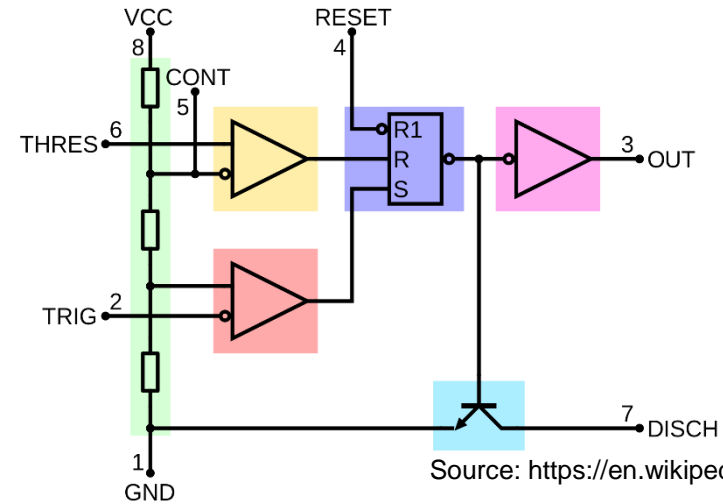 VCC
RESET
8
4
CONT
5
THRES
6
R1
R
S
3
OUT
TRIG
2
7
DISCH
1
GND
Source: https://en.wikiped